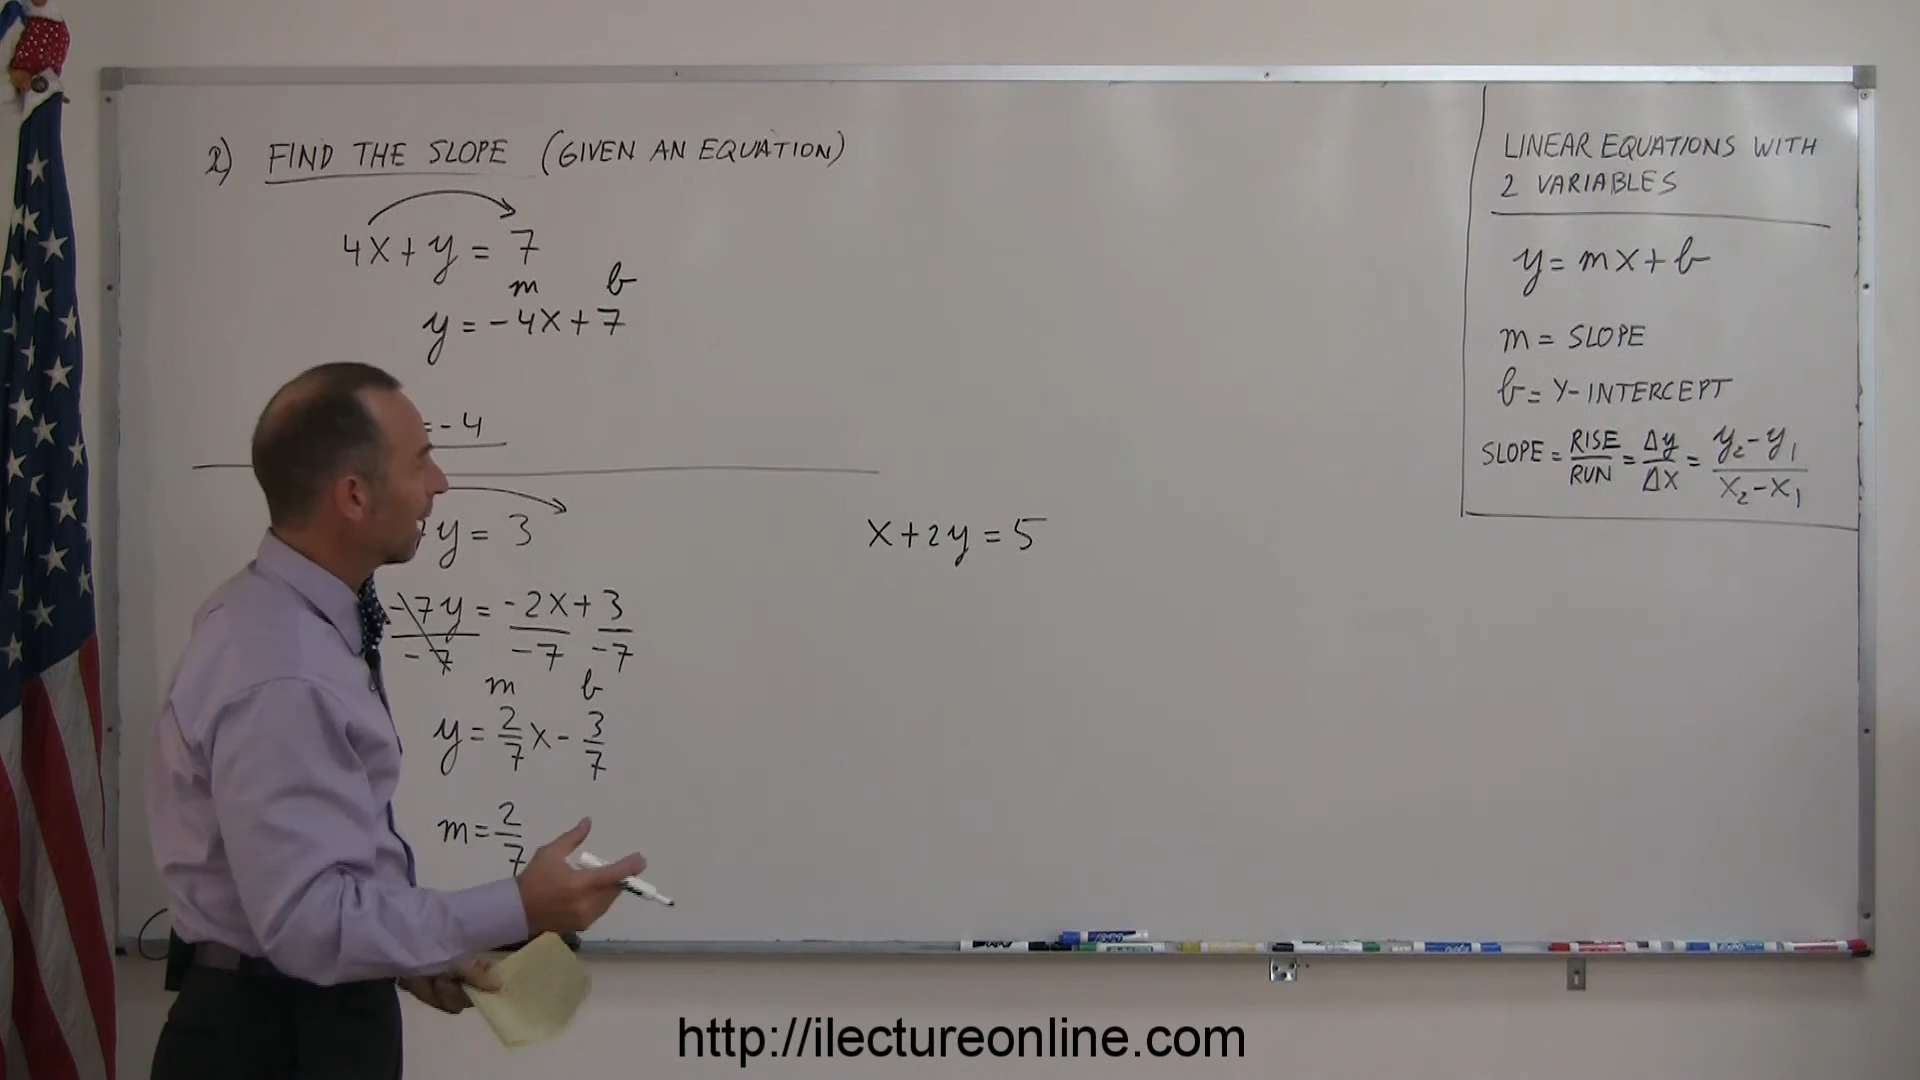 2) FIND THE SLOPE (GIVEN AN EQUATION)
4X + y = 7
m b
y = -4X + 7
= -4
7y = 3
-7y = -2X + 3
-7 -7 -7
m b
y = 2/7 X - 3/7
m = 2/7
X + 2y = 5
LINEAR EQUATIONS WITH
2 VARIABLES
y = mX + b
m = SLOPE
b = Y-INTERCEPT
SLOPE = RISE/RUN = Δy/ΔX = y₂-y₁/X₂-X₁
http://ilectureonline.com